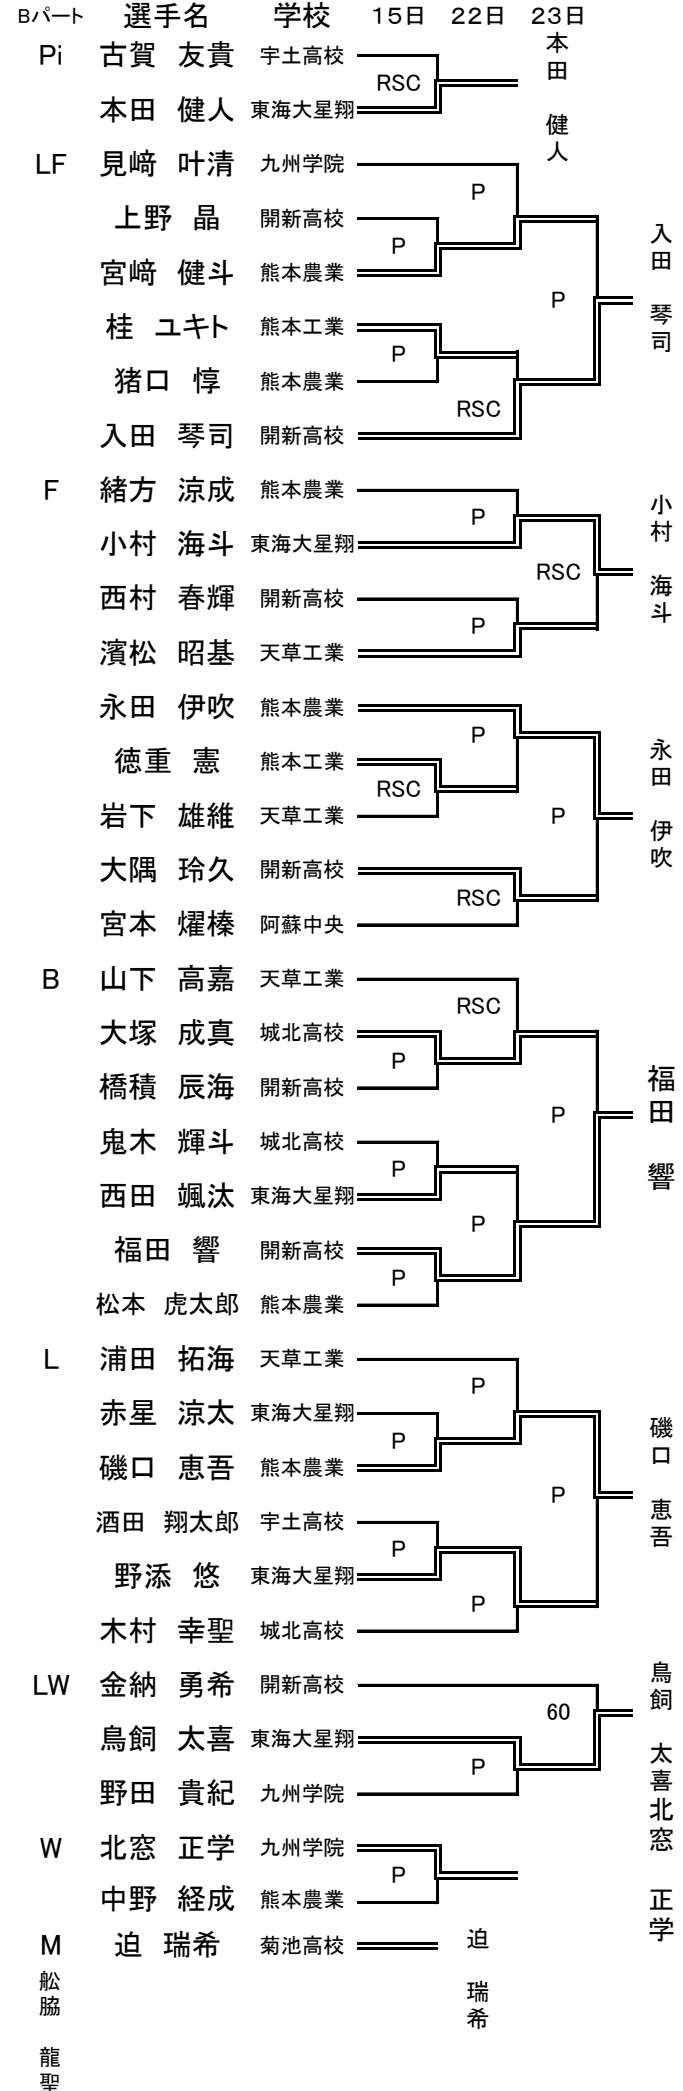 Bパート 選手名 学校 15日 22日 23日
Pi 古賀 友貴 宇土高校
RSC
本田 健人 東海大星翔
本田 健人
LF 見﨑 叶清 九州学院
P
上野 晶 開新高校
P
宮﨑 健斗 熊本農業
入田 琴司
P
桂 ユキト 熊本工業
P
猪口 惇 熊本農業
RSC
入田 琴司 開新高校
F 緒方 涼成 熊本農業
P
小村 海斗 東海大星翔
小村 海斗
RSC
西村 春輝 開新高校
P
濱松 昭基 天草工業
永田 伊吹 熊本農業
P
徳重 憲 熊本工業
RSC
永田 伊吹
岩下 雄維 天草工業
P
大隅 玲久 開新高校
RSC
宮本 燿榛 阿蘇中央
B 山下 高嘉 天草工業
RSC
大塚 成真 城北高校
P
橋積 辰海 開新高校
P
福田 響
鬼木 輝斗 城北高校
P
西田 颯汰 東海大星翔
P
福田 響 開新高校
P
松本 虎太郎 熊本農業
L 浦田 拓海 天草工業
P
赤星 涼太 東海大星翔
P
磯口 恵吾 熊本農業
P
磯口 恵吾
酒田 翔太郎 宇土高校
P
野添 悠 東海大星翔
P
木村 幸聖 城北高校
LW 金納 勇希 開新高校
60
鳥飼 太喜
鳥飼 太喜 東海大星翔
P
野田 貴紀 九州学院
W 北窓 正学 九州学院
P
北窓 正学
中野 経成 熊本農業
M 迫 瑞希 菊池高校
迫 瑞希
舩脇 龍聖